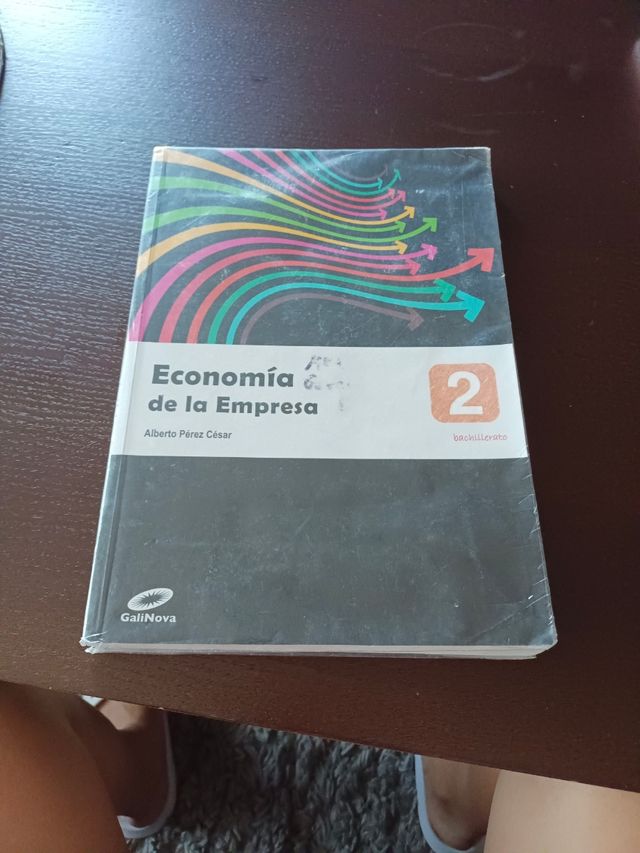 Economía
de la Empresa
Alberto Pérez César
2
bachillerato
GaliNova